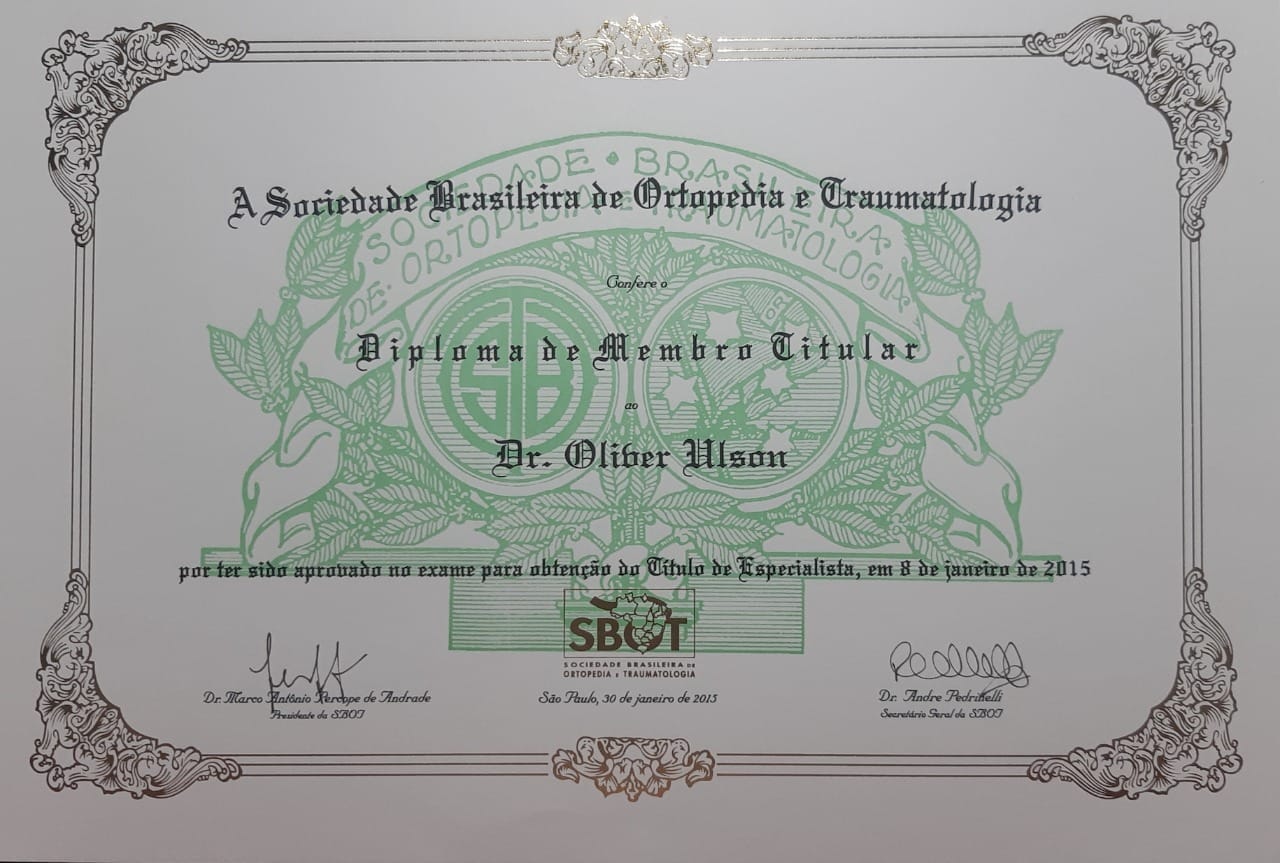 SOCIEDADE • BRASILEIRA
DE • ORTOPEDIA E TRAUMATOLOGIA
A Sociedade Brasileira de Ortopedia e Traumatologia
Confere o
Diploma de Membro Titular
ao
Dr. Oliver Ulson
por ter sido aprovado no exame para obtenção do Título de Especialista, em 8 de janeiro de 2015
SBOT
SOCIEDADE BRASILEIRA DE
ORTOPEDIA E TRAUMATOLOGIA
Dr. Marco Antônio Percope de Andrade
Presidente da SBOT
São Paulo, 30 de janeiro de 2015
Dr. Andre Pedrinelli
Secretário Geral da SBOT